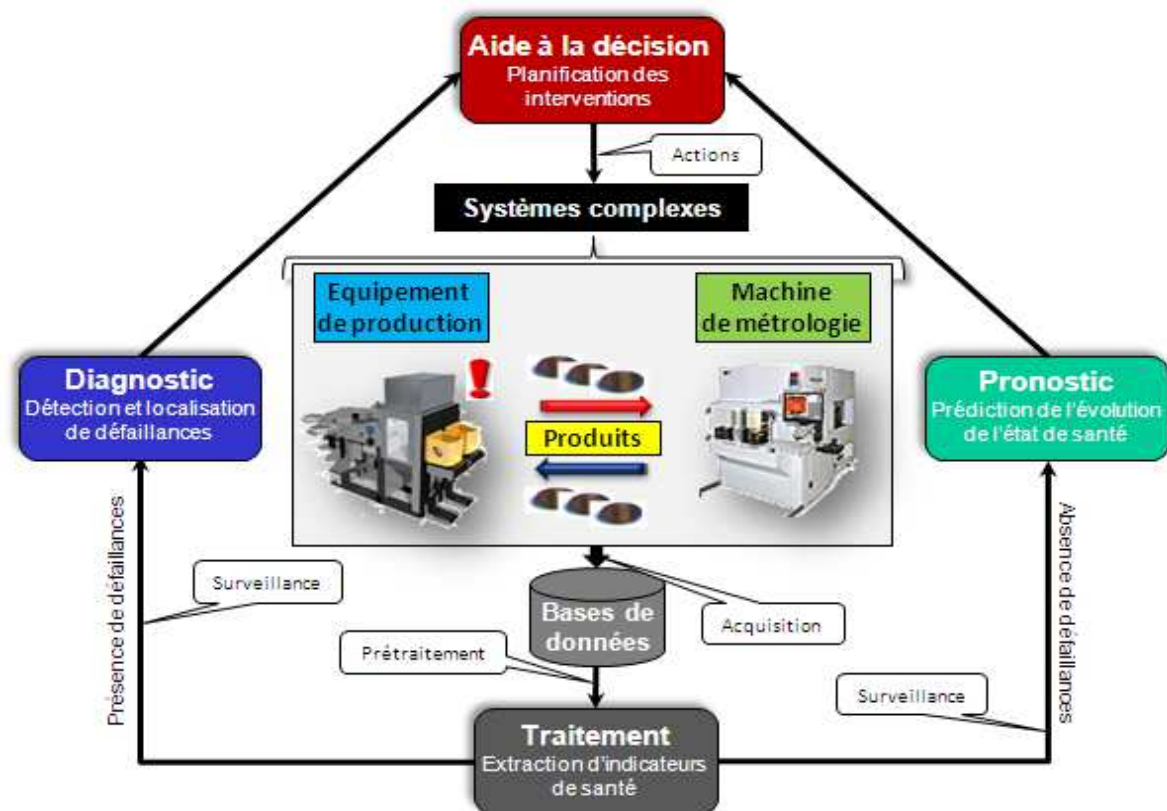 Aide à la décision
Planification des
interventions
Actions
Systèmes complexes
Equipement
de production
Machine
de métrologie
Produits
Diagnostic
Détection et localisation
de défaillances
Pronostic
Prédiction de l'évolution
de l'état de santé
Présence de défaillances
Absence de défaillances
Surveillance
Bases de
données
Acquisition
Prétraitement
Surveillance
Traitement
Extraction d'indicateurs
de santé